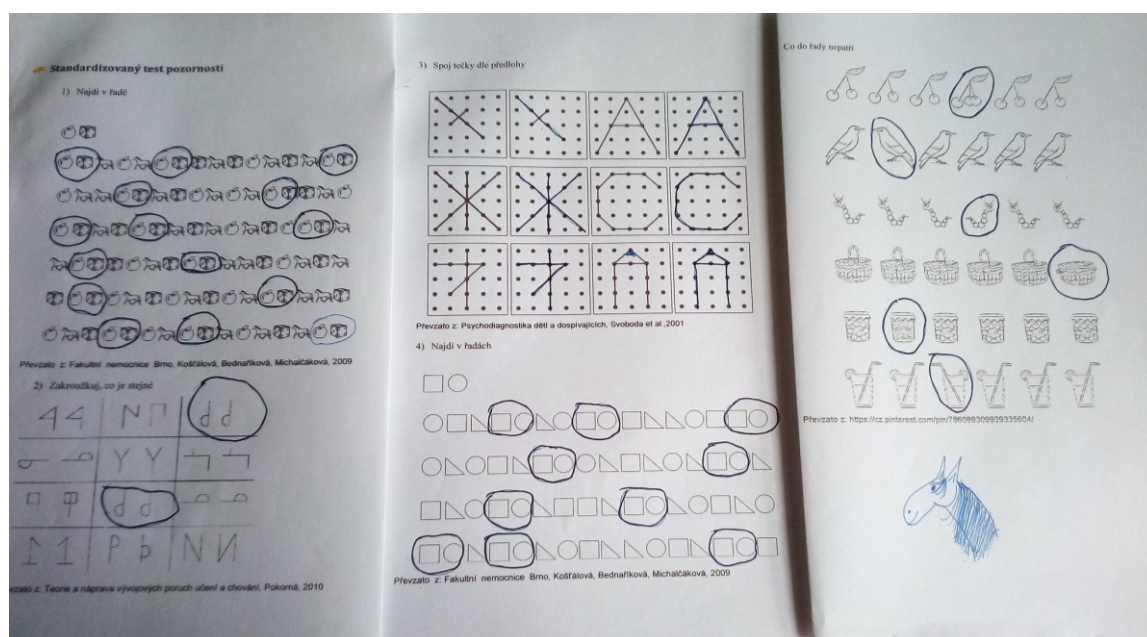 Standardizovaný test pozornosti
1) Najdi v řadě
Převzato z: Fakultní nemocnice Brno, Košťálová, Bednaříková, Michalčáková, 2009
2) Zakroužkuj, co je stejné
vzato z: Teorie a náprava vývojových poruch učení a chování, Pokorná, 2010
3) Spoj tečky dle předlohy
Převzato z: Psychodiagnostika dětí a dospívajících, Svoboda et al.,2001
4) Najdi v řadách
Převzato z: Fakultní nemocnice Brno, Košťálová, Bednaříková, Michalčáková, 2009
Co do řady nepatří
Převzato z: https://cz.pinterest.com/pin/786089309939335604/